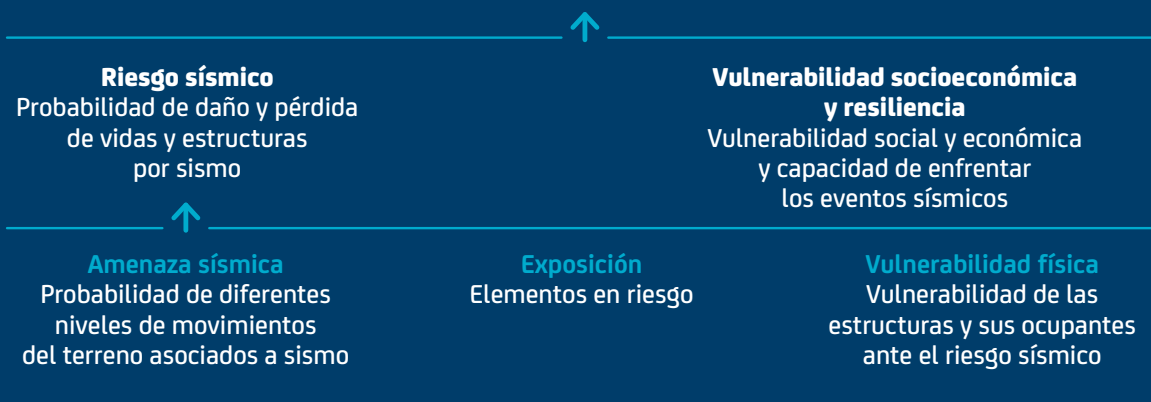 Riesgo sísmico
Probabilidad de daño y pérdida
de vidas y estructuras
por sismo
Vulnerabilidad socioeconómica
y resiliencia
Vulnerabilidad social y económica
y capacidad de enfrentar
los eventos sísmicos
Amenaza sísmica
Probabilidad de diferentes
niveles de movimientos
del terreno asociados a sismo
Exposición
Elementos en riesgo
Vulnerabilidad física
Vulnerabilidad de las
estructuras y sus ocupantes
ante el riesgo sísmico